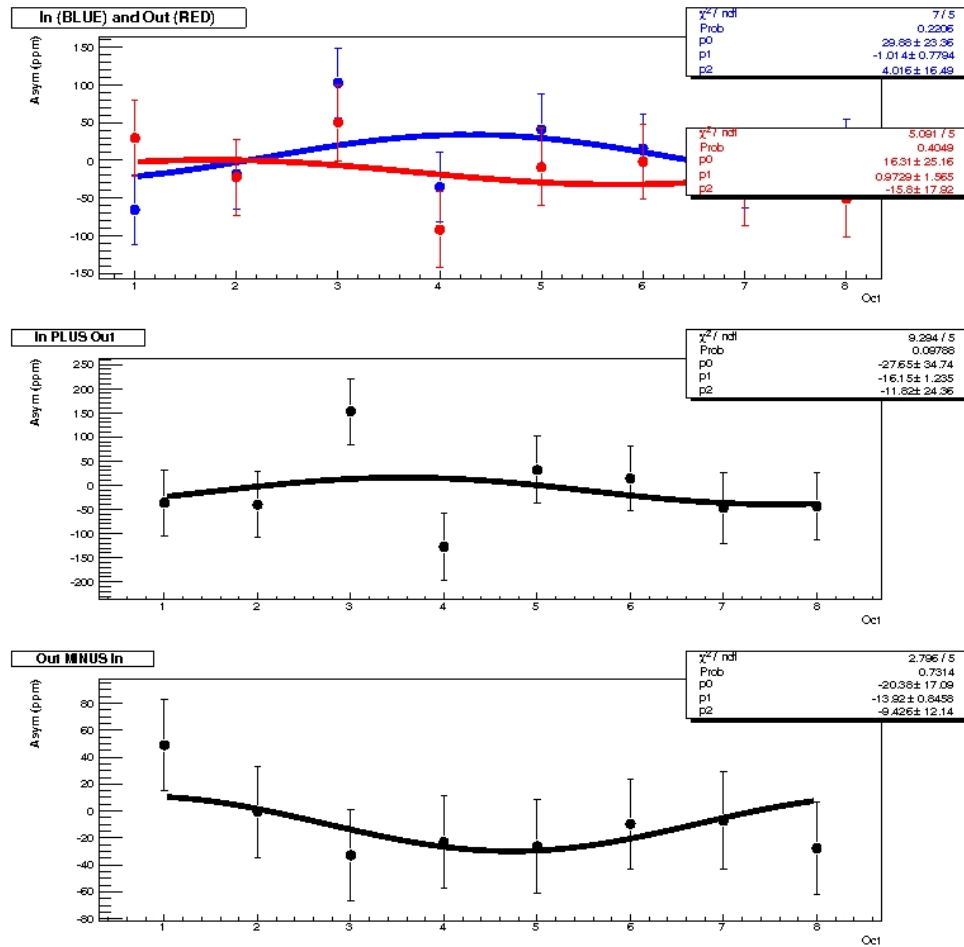 In (BLUE) and Out (RED)
χ² / ndf 7 / 5
Prob 0.2206
p0 29.88 ± 23.36
p1 -1.014 ± 0.7794
p2 4.016 ± 16.49
χ² / ndf 5.091 / 5
Prob 0.4049
p0 16.31 ± 25.16
p1 0.9729 ± 1.565
p2 -15.8 ± 17.92
Asym (ppm)
150
100
50
0
-50
-100
-150
1 2 3 4 5 6 7 8
Oct
In PLUS Out
χ² / ndf 9.294 / 5
Prob 0.09788
p0 -27.65 ± 34.74
p1 -16.15 ± 1.235
p2 -11.82 ± 24.36
Asym (ppm)
250
200
150
100
50
0
-50
-100
-150
-200
1 2 3 4 5 6 7 8
Oct
Out MINUS In
χ² / ndf 2.796 / 5
Prob 0.7314
p0 -20.38 ± 17.09
p1 -13.92 ± 0.8458
p2 -9.426 ± 12.14
Asym (ppm)
80
60
40
20
0
-20
-40
-60
-80
1 2 3 4 5 6 7 8
Oct